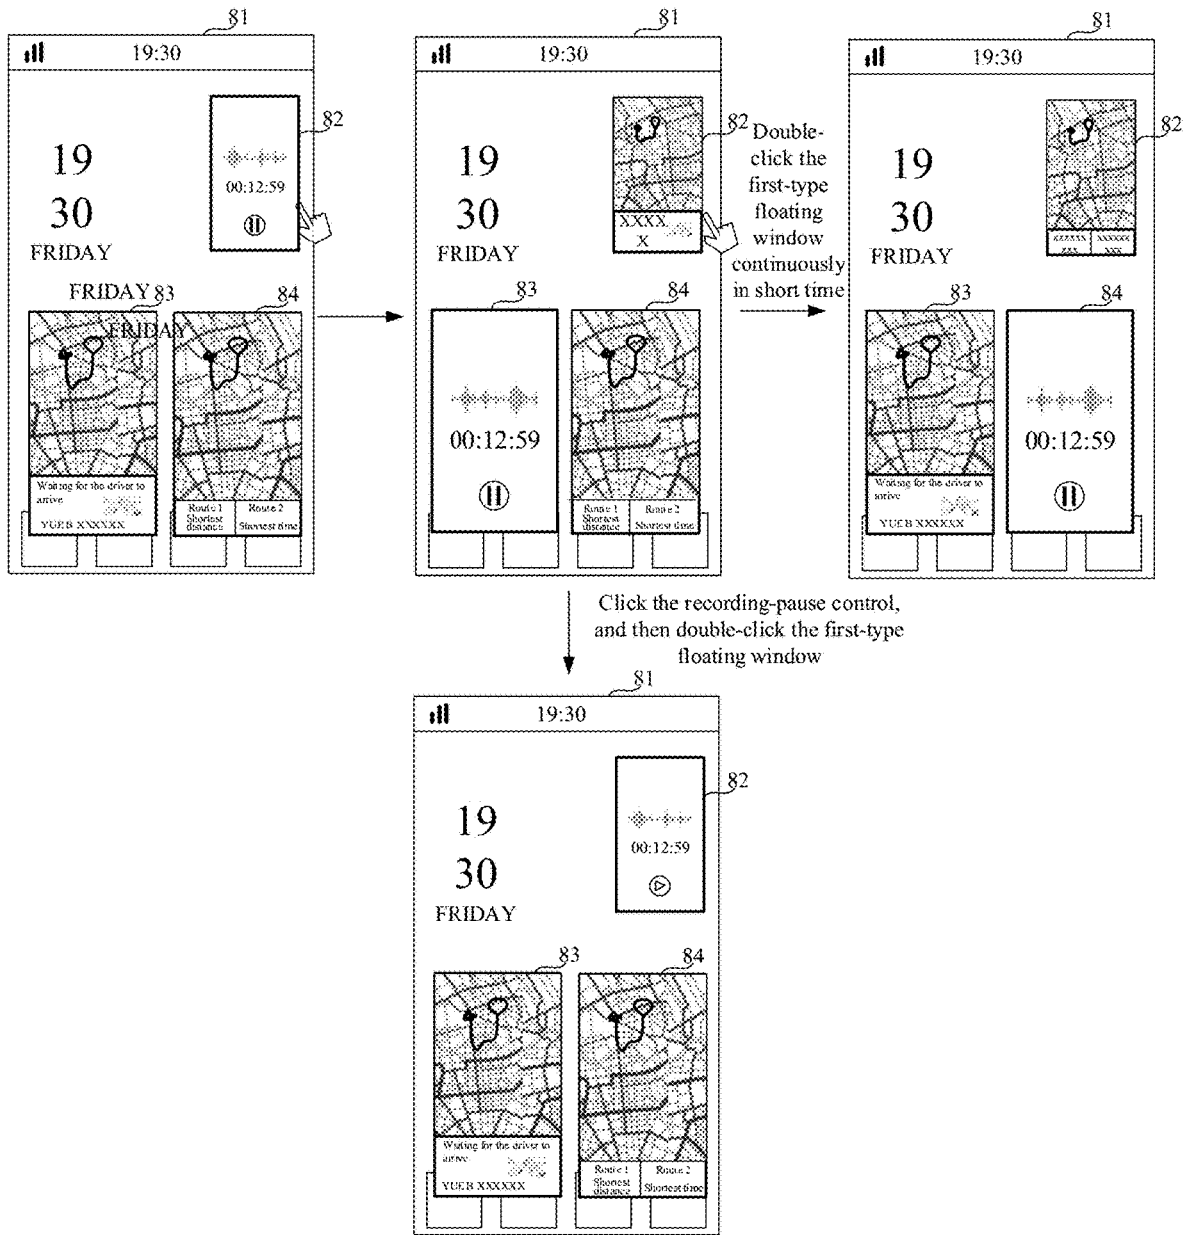 81
19:30
82
19
30
FRIDAY
00:12:59
FRIDAY
83
FRIDAY
84
Waiting for the driver to
arrive
YUEB XXXXXX
Route 1
Shortest
distance
Route 2
Shortest time
81
19:30
82
19
30
FRIDAY
XXXX
X
83
84
00:12:59
Route 1
Shortest
distance
Route 2
Shortest time
Double-
click the
first-type
floating
window
continuously
in short time
81
19:30
82
19
30
FRIDAY
XXXXXX
XXX
XXXXXX
XXX
83
84
Waiting for the driver to
arrive
YUEB XXXXXX
00:12:59
Click the recording-pause control,
and then double-click the first-type
floating window
81
19:30
82
19
30
FRIDAY
00:12:59
83
84
Waiting for the driver to
arrive
YUEB XXXXXX
Route 1
Shortest
distance
Route 2
Shortest time